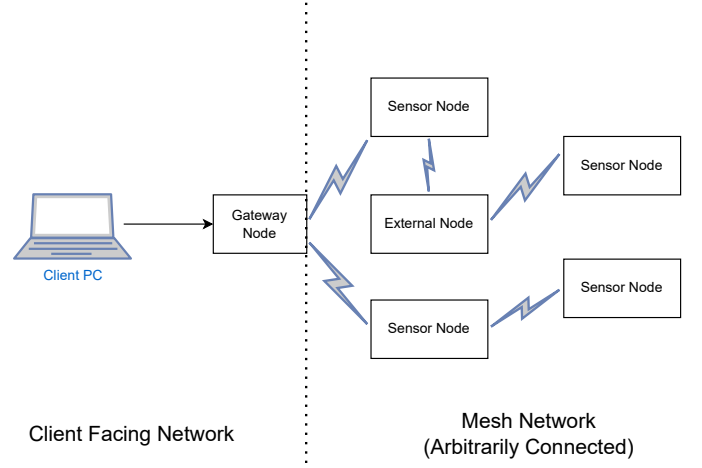 Sensor Node
Sensor Node
Gateway
Node
External Node
Client PC
Sensor Node
Sensor Node
Client Facing Network
Mesh Network
(Arbitrarily Connected)